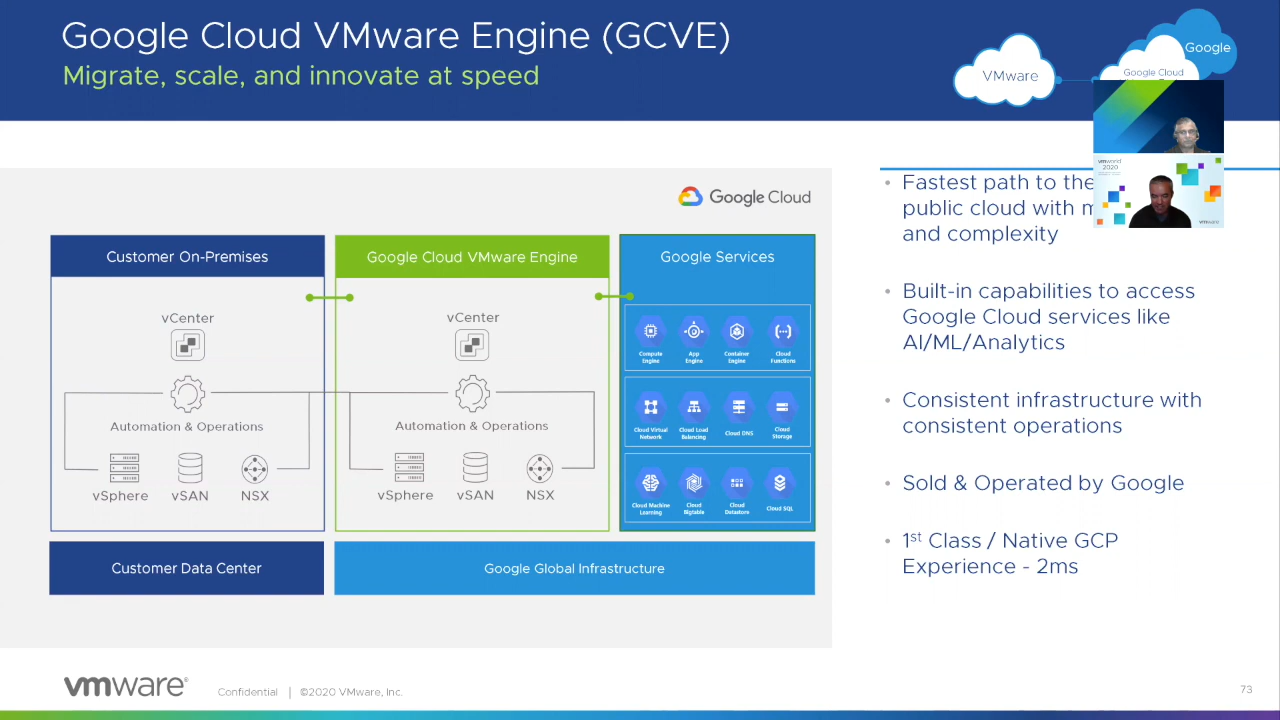 Google Cloud VMware Engine (GCVE)
Migrate, scale, and innovate at speed
VMware
Google
Google Cloud
vmworld
2020
vmware
Google Cloud
Customer On-Premises
Google Cloud VMware Engine
Google Services
vCenter
Automation & Operations
vSphere
vSAN
NSX
vCenter
Automation & Operations
vSphere
vSAN
NSX
Compute
Engine
App
Engine
Container
Engine
Cloud
Functions
Cloud Virtual
Network
Cloud Load
Balancing
Cloud DNS
Cloud
Storage
Cloud Machine
Learning
Cloud
Bigtable
Cloud
Datastore
Cloud SQL
Customer Data Center
Google Global Infrastructure
• Fastest path to the
public cloud with
and complexity
• Built-in capabilities to access
Google Cloud services like
AI/ML/Analytics
• Consistent infrastructure with
consistent operations
• Sold & Operated by Google
• 1st Class / Native GCP
Experience - 2ms
vmware®
Confidential | ©2020 VMware, Inc.
73